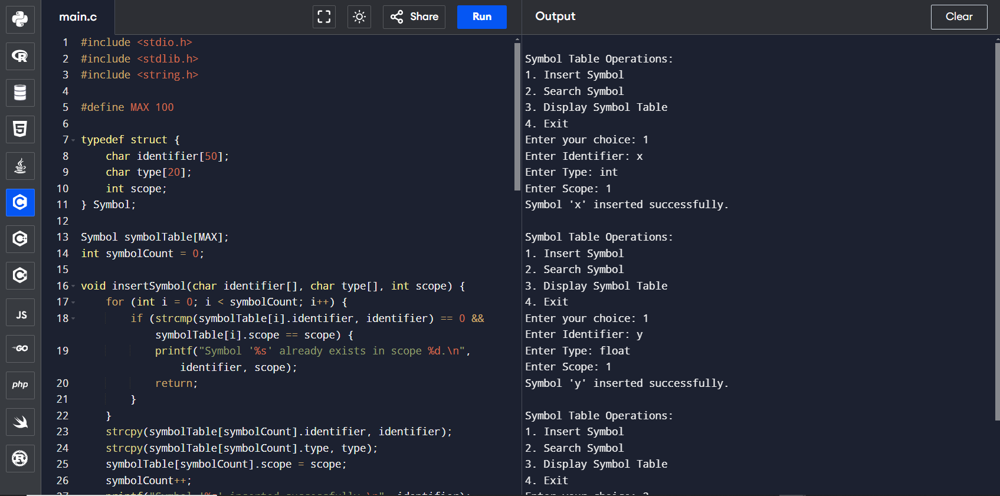 main.c
Share
Run
Output
Clear
1 #include <stdio.h>
2 #include <stdlib.h>
3 #include <string.h>
4
5 #define MAX 100
6
7 typedef struct {
8     char identifier[50];
9     char type[20];
10     int scope;
11 } Symbol;
12
13 Symbol symbolTable[MAX];
14 int symbolCount = 0;
15
16 void insertSymbol(char identifier[], char type[], int scope) {
17     for (int i = 0; i < symbolCount; i++) {
18         if (strcmp(symbolTable[i].identifier, identifier) == 0 &&
            symbolTable[i].scope == scope) {
19             printf("Symbol '%s' already exists in scope %d.\n",
                identifier, scope);
20             return;
21         }
22     }
23     strcpy(symbolTable[symbolCount].identifier, identifier);
24     strcpy(symbolTable[symbolCount].type, type);
25     symbolTable[symbolCount].scope = scope;
26     symbolCount++;
27     printf("Symbol '%s' inserted successfully.\n", identifier);
Symbol Table Operations:
1. Insert Symbol
2. Search Symbol
3. Display Symbol Table
4. Exit
Enter your choice: 1
Enter Identifier: x
Enter Type: int
Enter Scope: 1
Symbol 'x' inserted successfully.
Symbol Table Operations:
1. Insert Symbol
2. Search Symbol
3. Display Symbol Table
4. Exit
Enter your choice: 1
Enter Identifier: y
Enter Type: float
Enter Scope: 1
Symbol 'y' inserted successfully.
Symbol Table Operations:
1. Insert Symbol
2. Search Symbol
3. Display Symbol Table
4. Exit
Enter your choice:
R
5
C
C
C
JS
GO
php
R